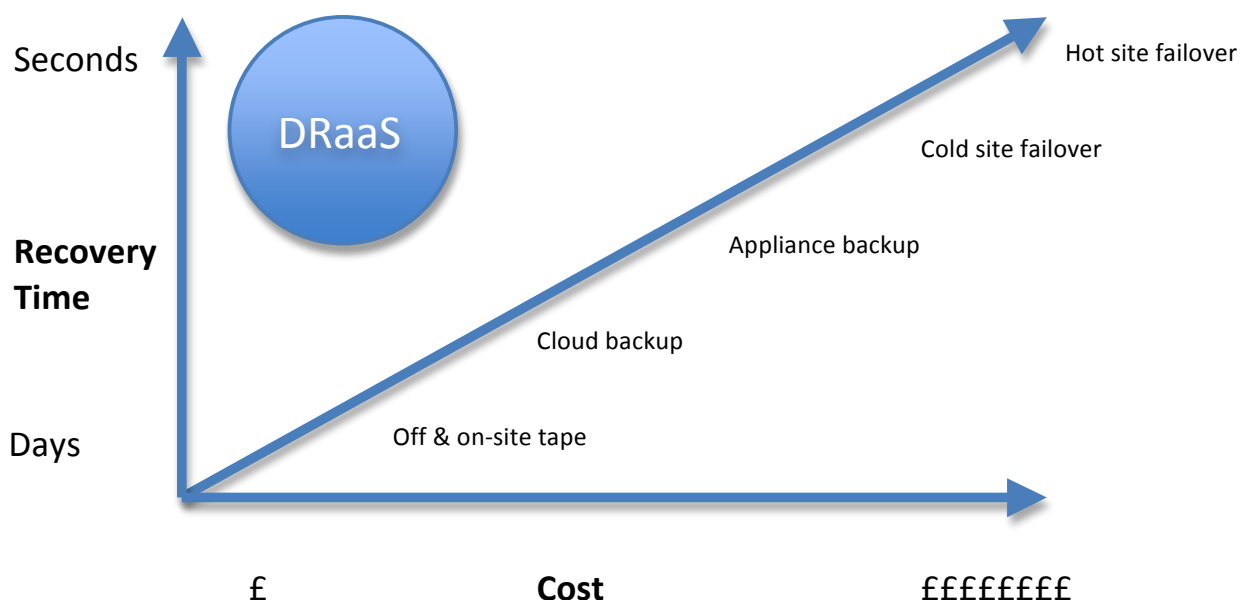 Seconds
Hot site failover
DRaaS
Cold site failover
Recovery
Time
Appliance backup
Cloud backup
Off & on-site tape
Days
£
Cost
££££££££